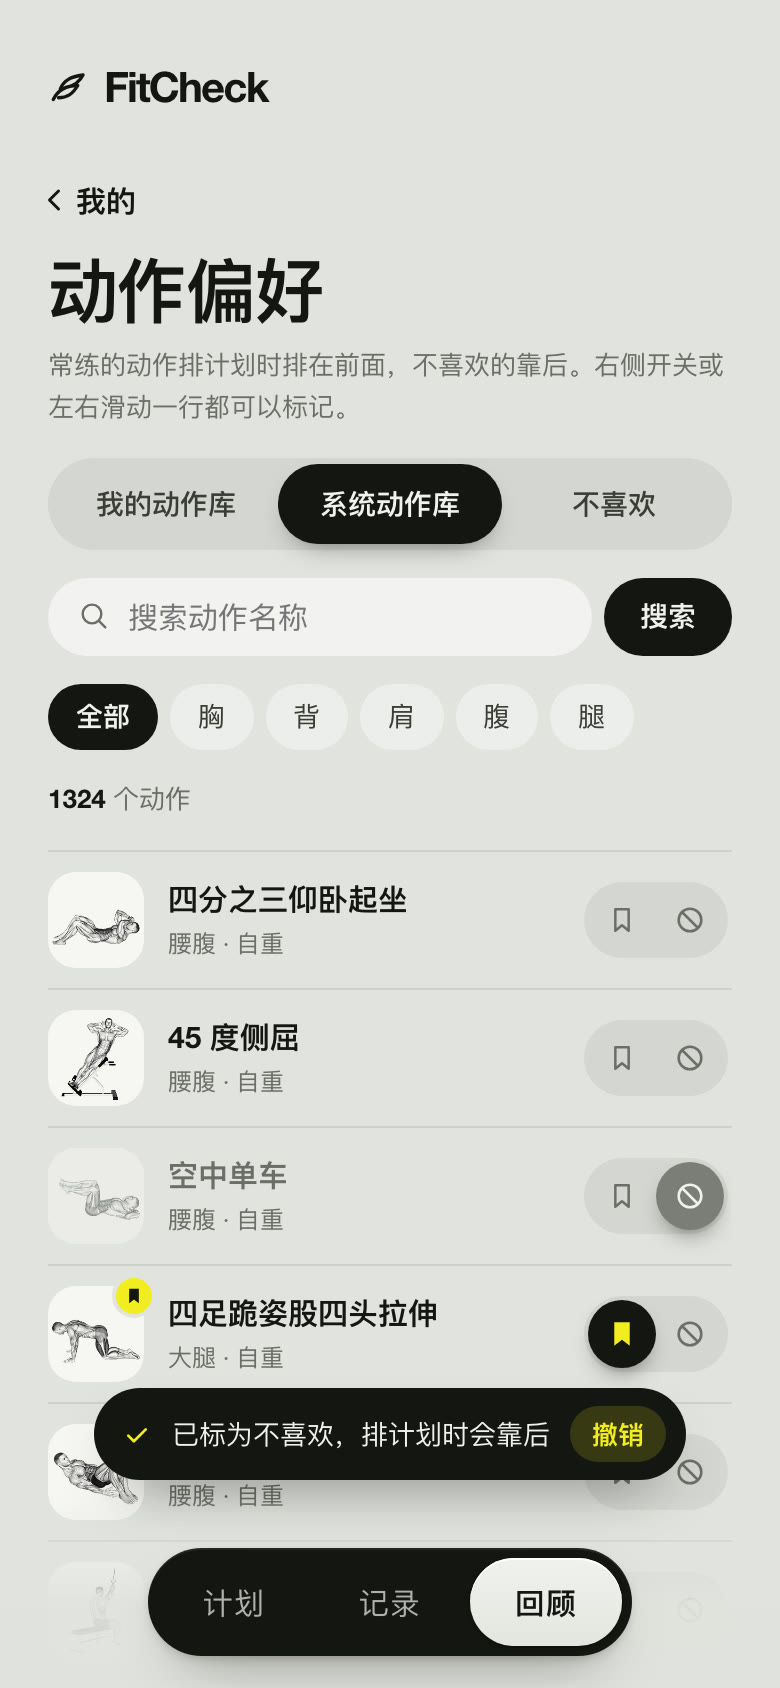 FitCheck
我的
动作偏好
常练的动作排计划时排在前面，不喜欢的靠后。右侧开关或
左右滑动一行都可以标记。
我的动作库 系统动作库 不喜欢
搜索动作名称 搜索
全部 胸 背 肩 腹 腿
1324 个动作
四分之三仰卧起坐
腰腹 · 自重
45 度侧屈
腰腹 · 自重
空中单车
腰腹 · 自重
四足跪姿股四头拉伸
大腿 · 自重
已标为不喜欢，排计划时会靠后 撤销
腰腹 · 自重
计划 记录 回顾